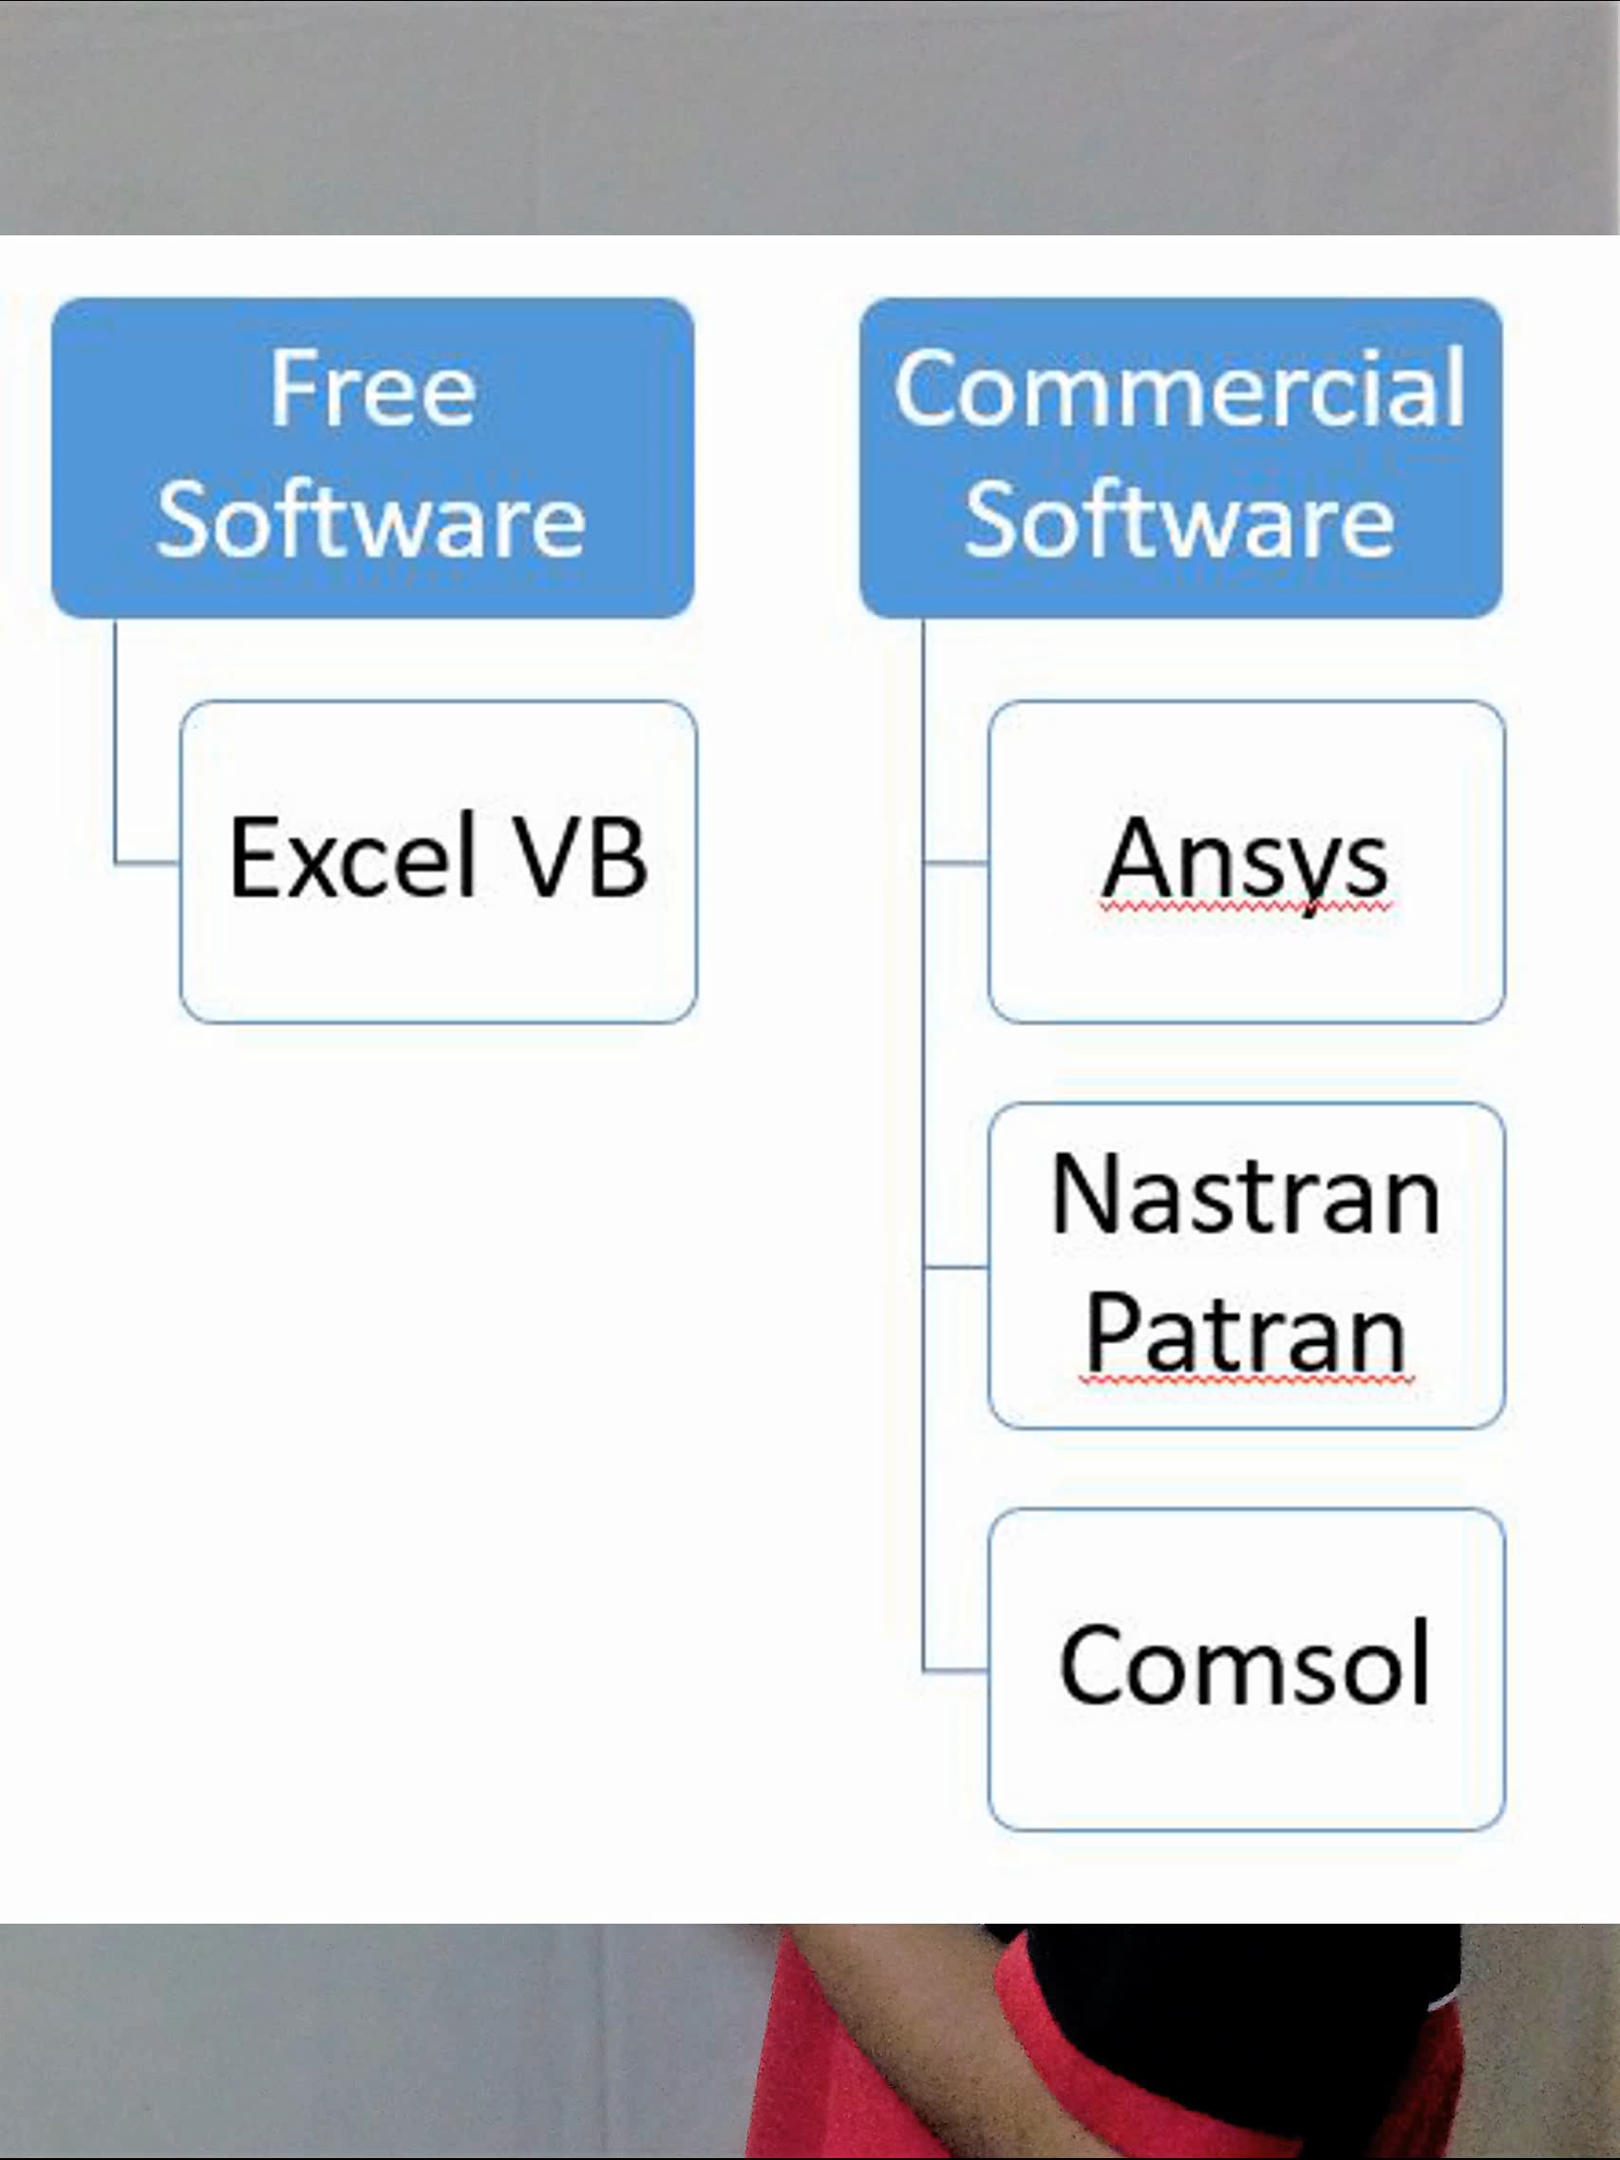 Free
Software
Excel VB
Commercial
Software
Ansys
Nastran
Patran
Comsol